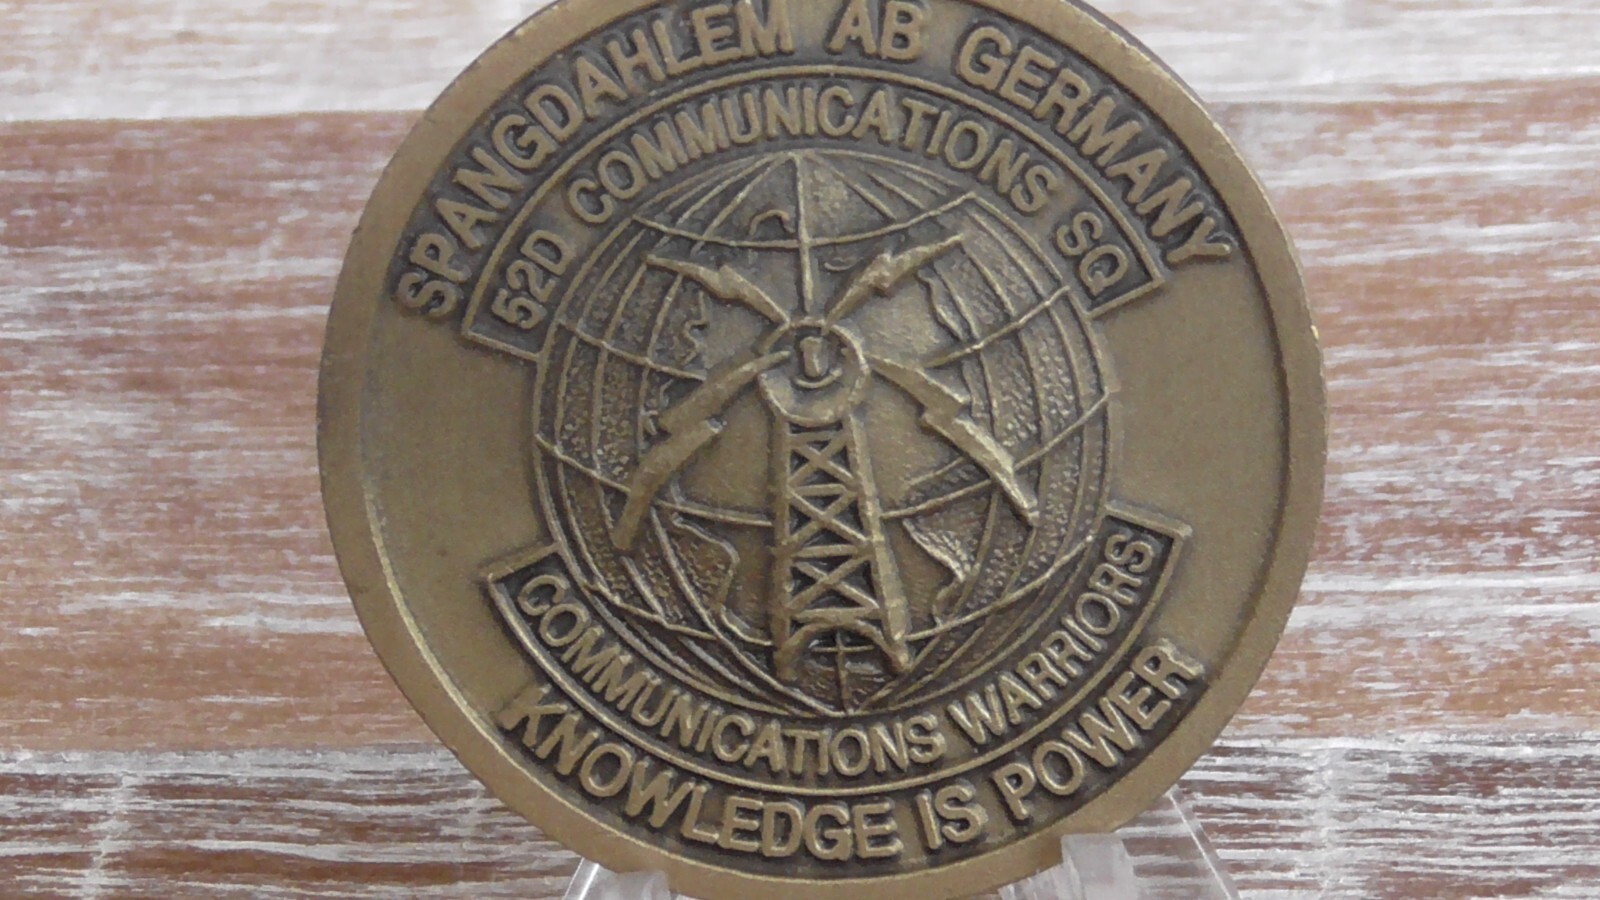 SPANGDAHLEM AB GERMANY
52D COMMUNICATIONS SQ
COMMUNICATIONS WARRIORS
KNOWLEDGE IS POWER